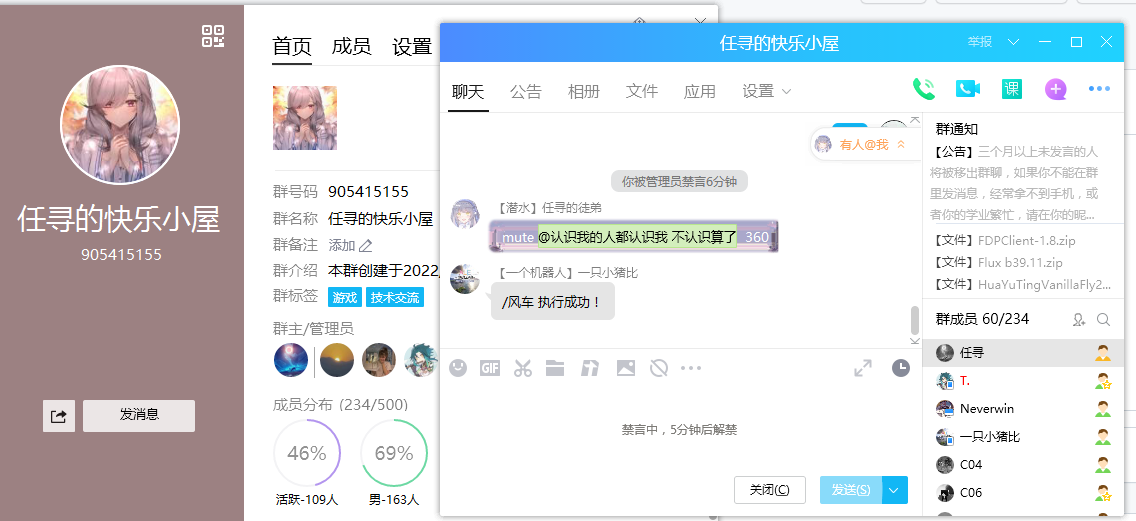 任寻的快乐小屋
905415155
发消息
首页 成员 设置
群号码 905415155
群名称 任寻的快乐小屋
群备注 添加
群介绍 本群创建于2022
群标签 游戏 技术交流
群主/管理员
成员分布 (234/500)
46% 69%
活跃-109人 男-163人
任寻的快乐小屋
举报
聊天 公告 相册 文件 应用 设置
课
有人@我
你被管理员禁言6分钟
【潜水】任寻的徒弟
mute @认识我的人都认识我 不认识算了 360
【一个机器人】一只小猪比
/风车 执行成功！
GIF
禁言中，5分钟后解禁
关闭(C) 发送(S)
群通知
【公告】三个月以上未发言的人
将被移出群聊，如果你不能在群
里发消息，经常拿不到手机，或
者你的学业繁忙，请在你的昵...
【文件】FDPClient-1.8.zip
【文件】Flux b39.11.zip
【文件】HuaYuTingVanillaFly2...
群成员 60/234
任寻
T.
Neverwin
一只小猪比
C04
C06